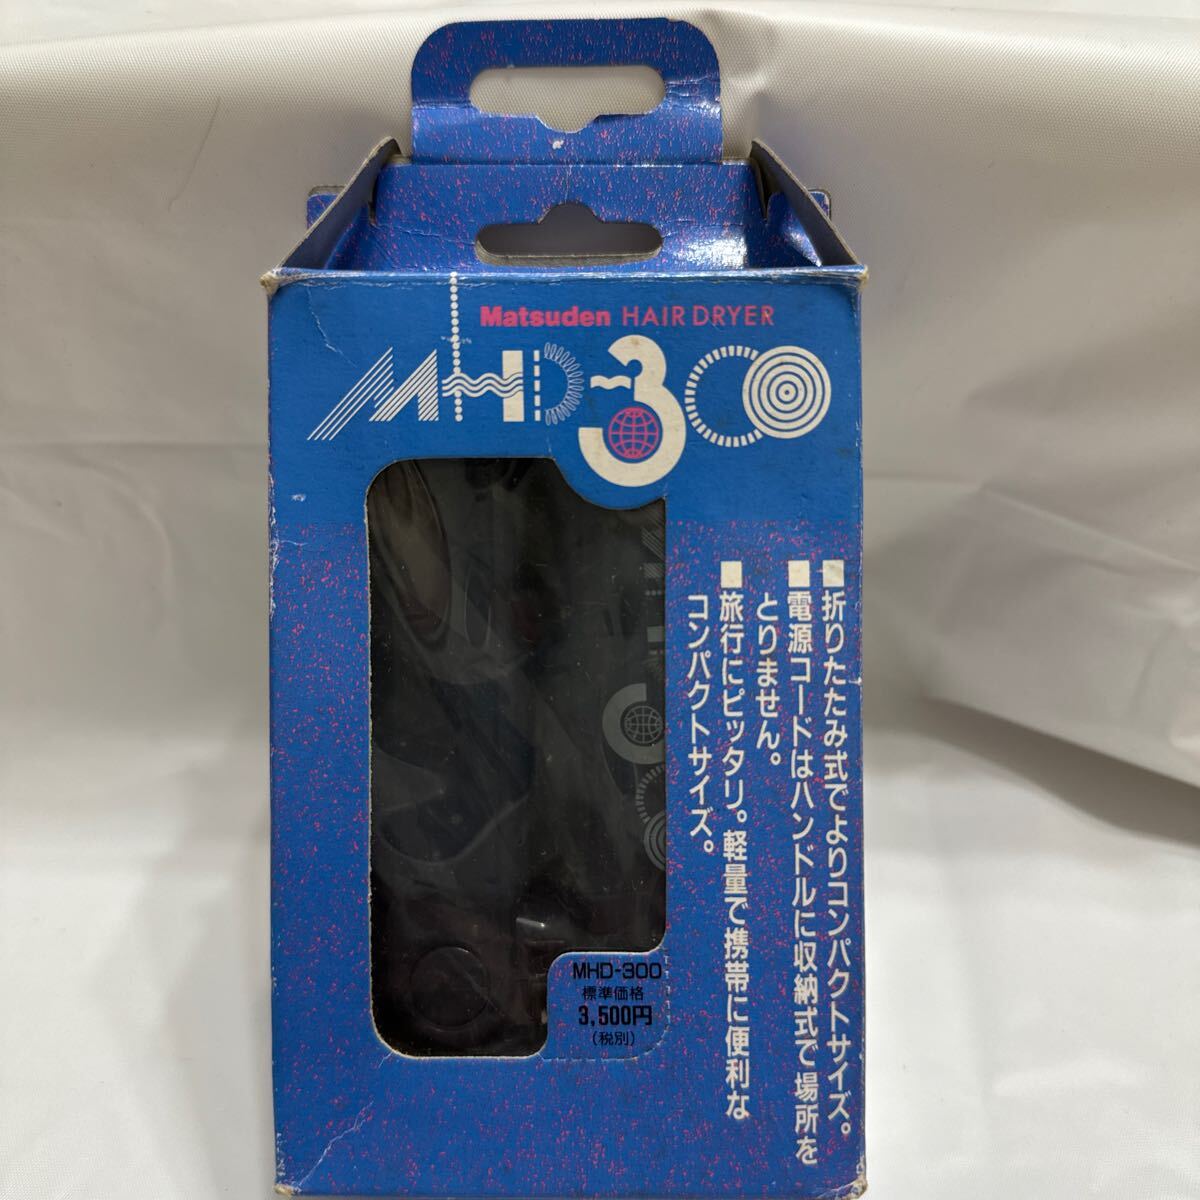 Matsuden HAIR DRYER
MHD-300
■折りたたみ式でよりコンパクトサイズ。
■電源コードはハンドルに収納式で場所を
とりません。
■旅行にピッタリ。軽量で携帯に便利な
コンパクトサイズ。
MHD-300
標準価格
3,500円
(税別)